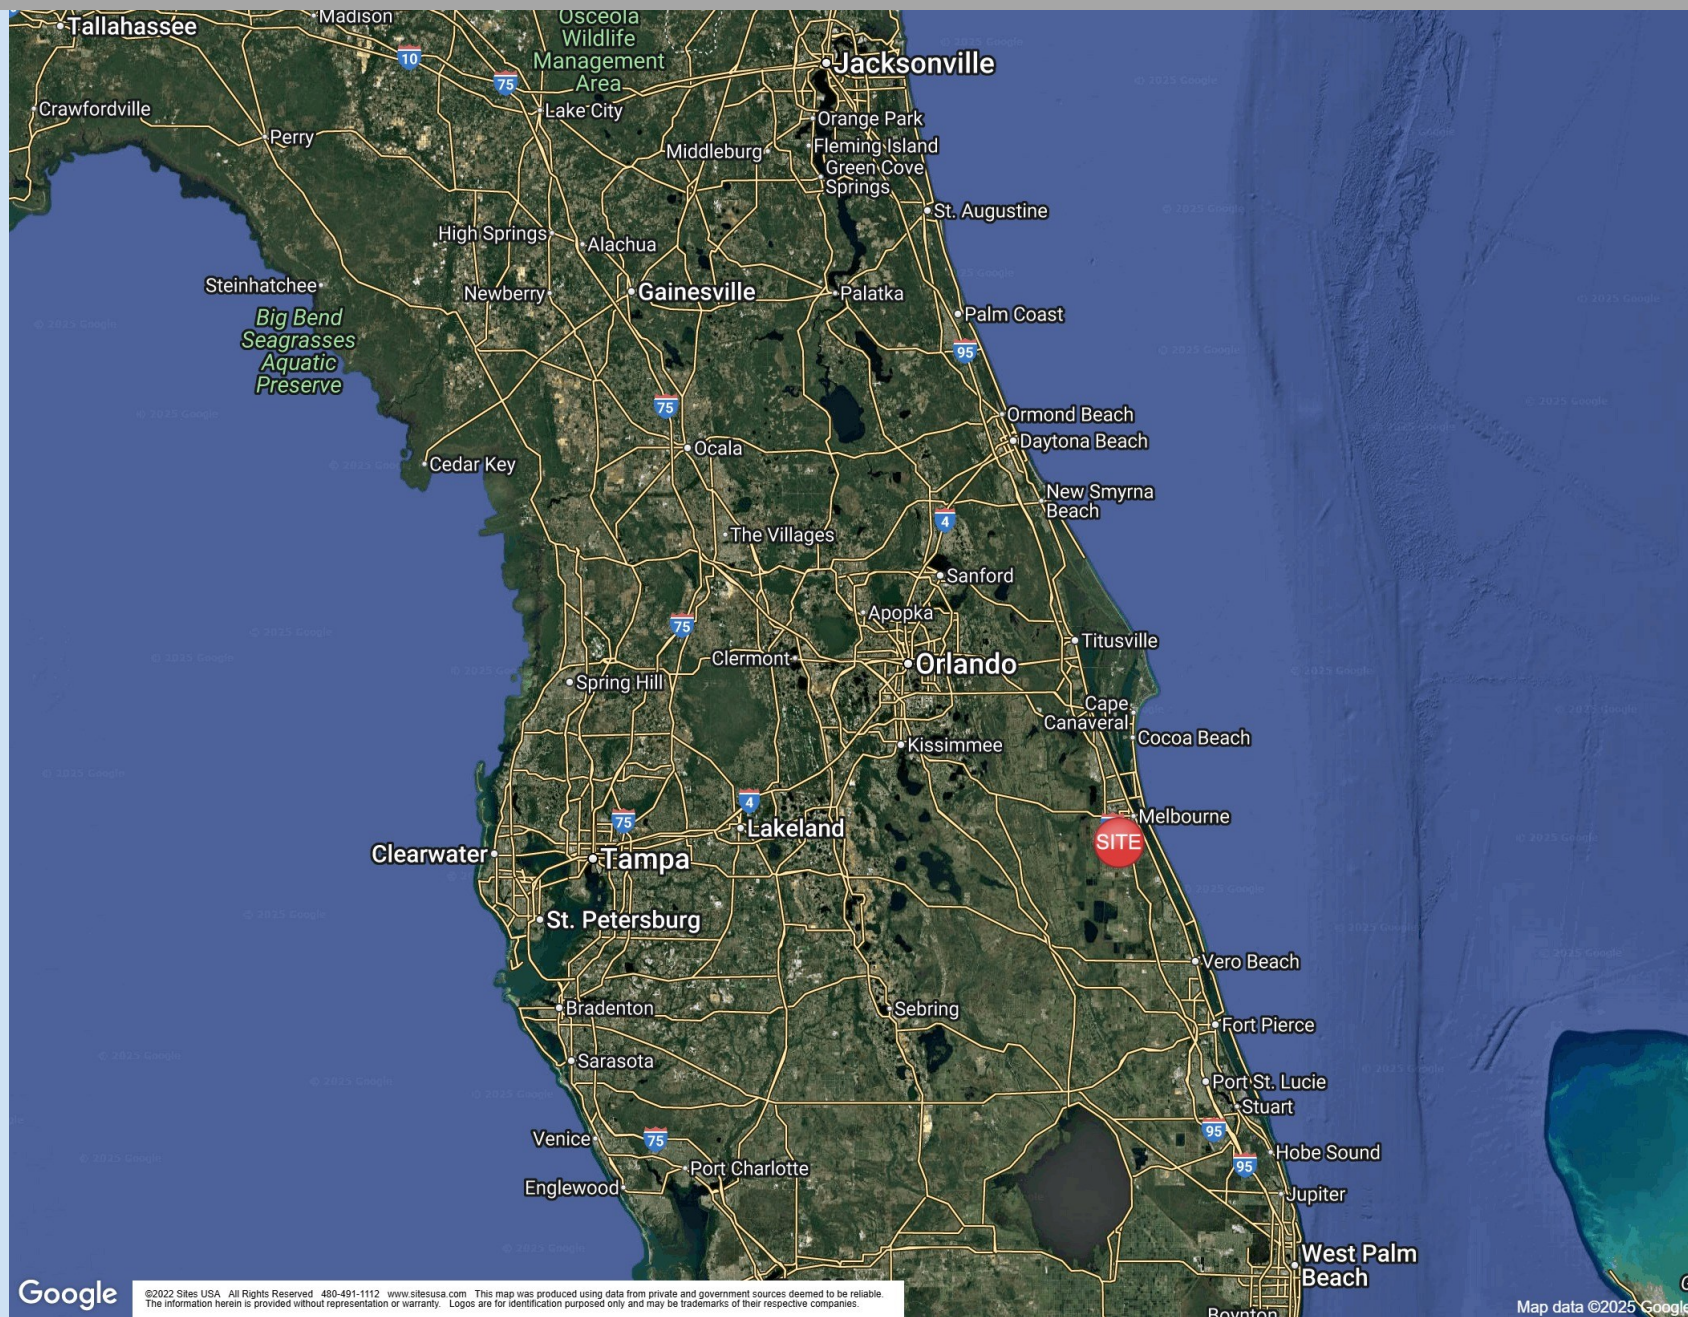 Tallahassee
Madison
Osceola
Wildlife
Management
Area
10
75
Jacksonville
Crawfordville
Lake City
Orange Park
Perry
Middleburg
Fleming Island
Green Cove
Springs
St. Augustine
High Springs
Alachua
Steinhatchee
Newberry
Gainesville
Palatka
Palm Coast
Big Bend
Seagrasses
Aquatic
Preserve
95
75
Ormond Beach
Daytona Beach
Ocala
Cedar Key
New Smyrna
Beach
4
The Villages
Sanford
Apopka
75
Titusville
Clermont
Orlando
Spring Hill
Cape
Canaveral
Cocoa Beach
Kissimmee
4
75
Lakeland
Melbourne
SITE
Clearwater
Tampa
St. Petersburg
Vero Beach
Bradenton
Sebring
Fort Pierce
Sarasota
Port St. Lucie
Stuart
95
Venice
75
Hobe Sound
95
Port Charlotte
Englewood
Jupiter
West Palm
Beach
Boynton
Google
©2022 Sites USA All Rights Reserved 480-491-1112 www.sitesusa.com This map was produced using data from private and government sources deemed to be reliable.
The information herein is provided without representation or warranty. Logos are for identification purposed only and may be trademarks of their respective companies.
Map data ©2025 Google